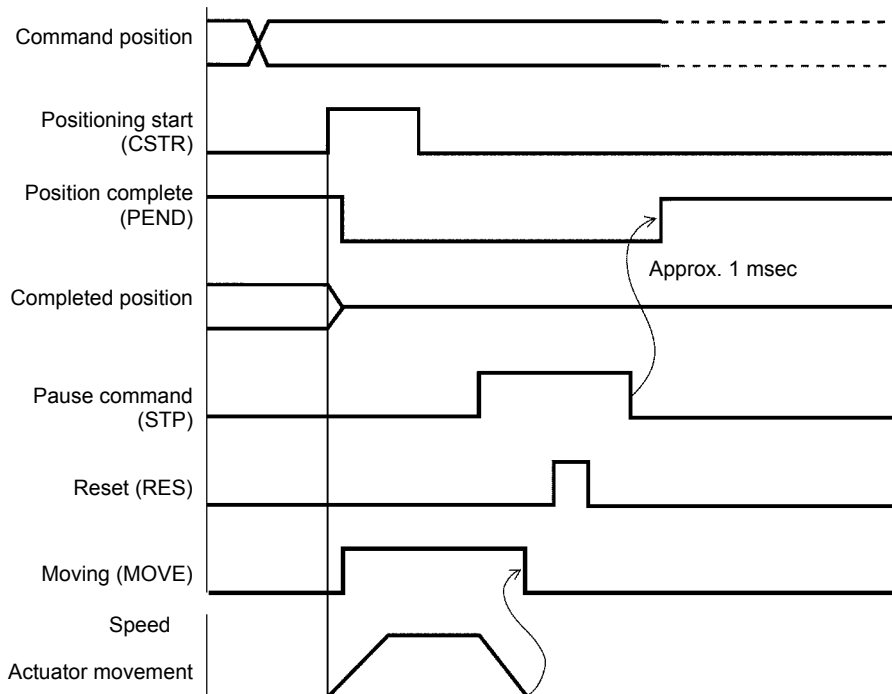 Command position
Positioning start
(CSTR)
Position complete
(PEND)
Approx. 1 msec
Completed position
Pause command
(STP)
Reset (RES)
Moving (MOVE)
Speed
Actuator movement